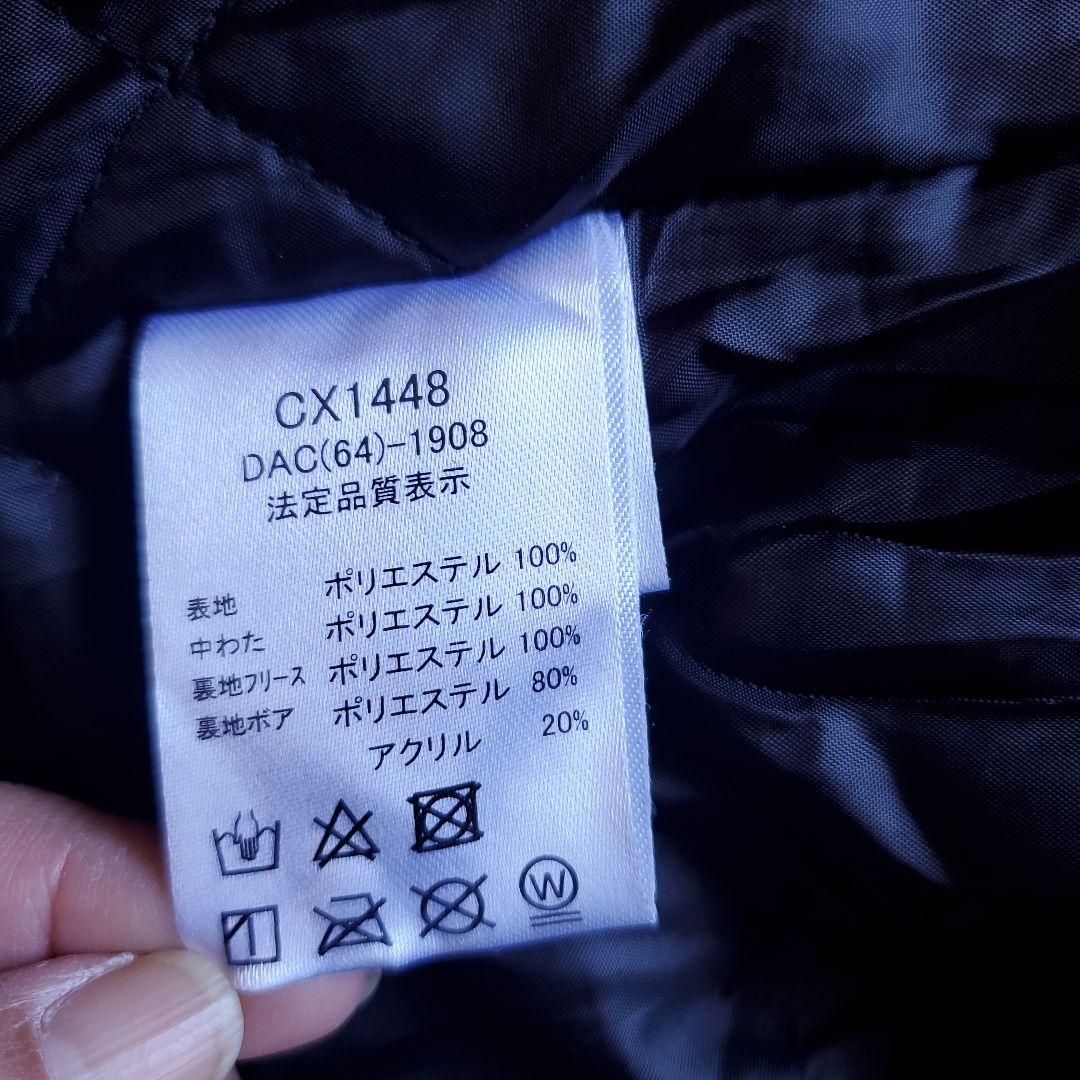 CX1448
DAC(64)-1908
法定品質表示
表地 ポリエステル 100%
中わた ポリエステル 100%
裏地フリース ポリエステル 100%
裏地ボア ポリエステル 80%
アクリル 20%
W